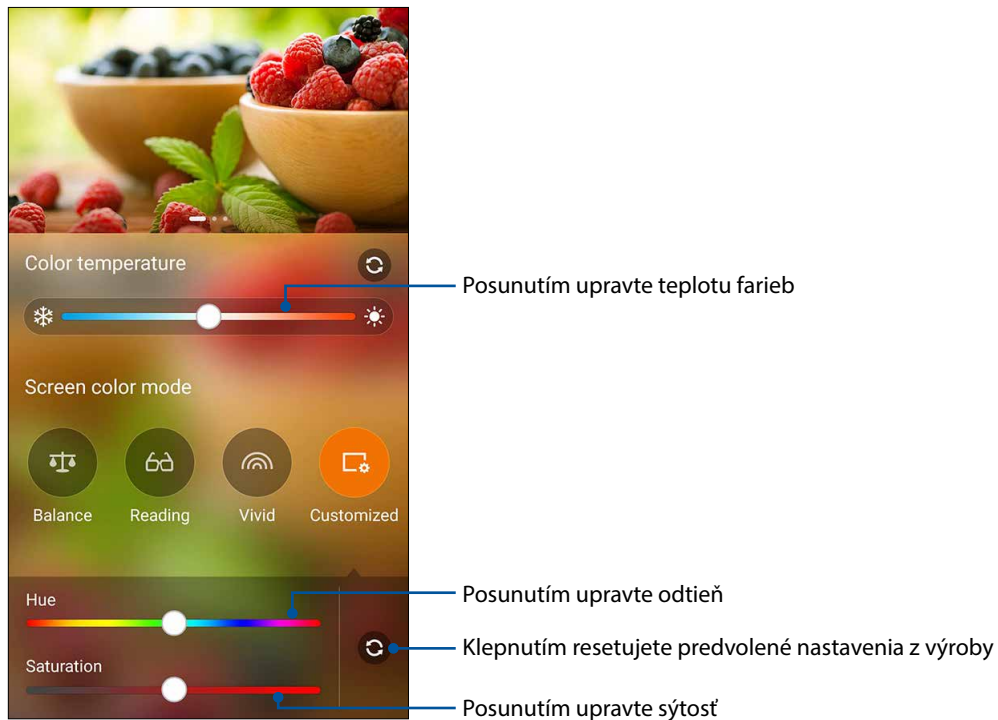 Color temperature
Posunutím upravte teplotu farieb
Screen color mode
Balance
Reading
Vivid
Customized
Hue
Posunutím upravte odtieň
Klepnutím resetujete predvolené nastavenia z výroby
Saturation
Posunutím upravte sýtosť